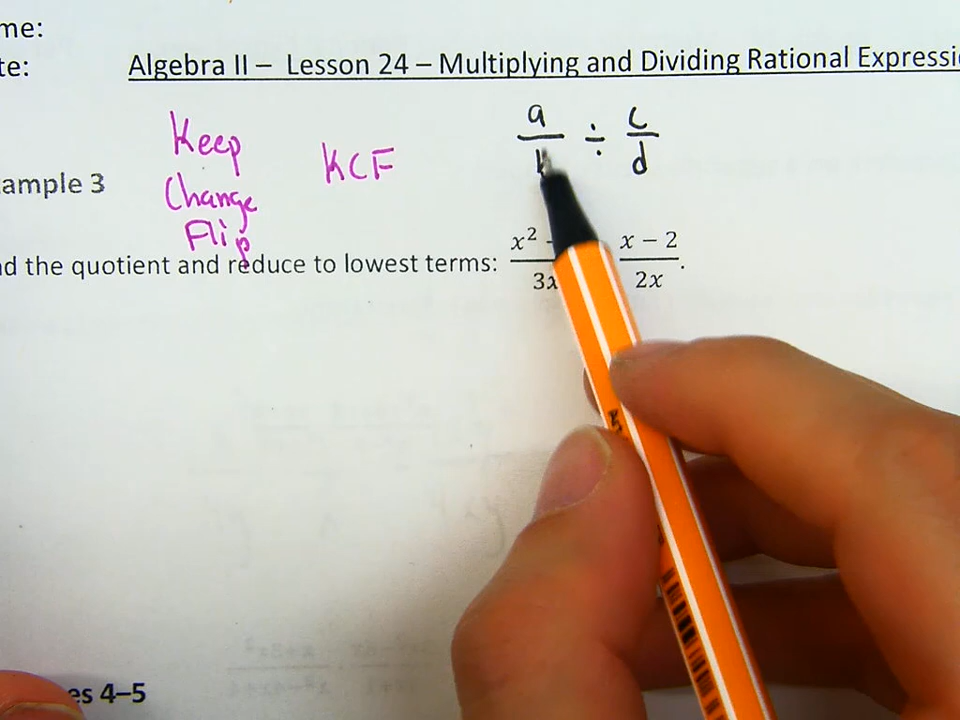 me:
te:
Algebra II – Lesson 24 – Multiplying and Dividing Rational Expressi
Keep
Change
Flip
KCF
a ÷ c
d
ample 3
d the quotient and reduce to lowest terms: x² x − 2
3x 2x.
es 4–5